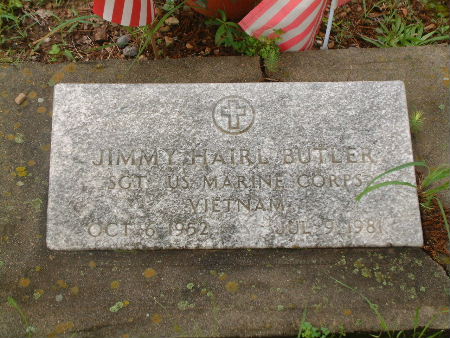 JIMMY HAIRL BUTLER
SGT US MARINE CORPS
VIETNAM
OCT 6 1952 JUL 9 1981